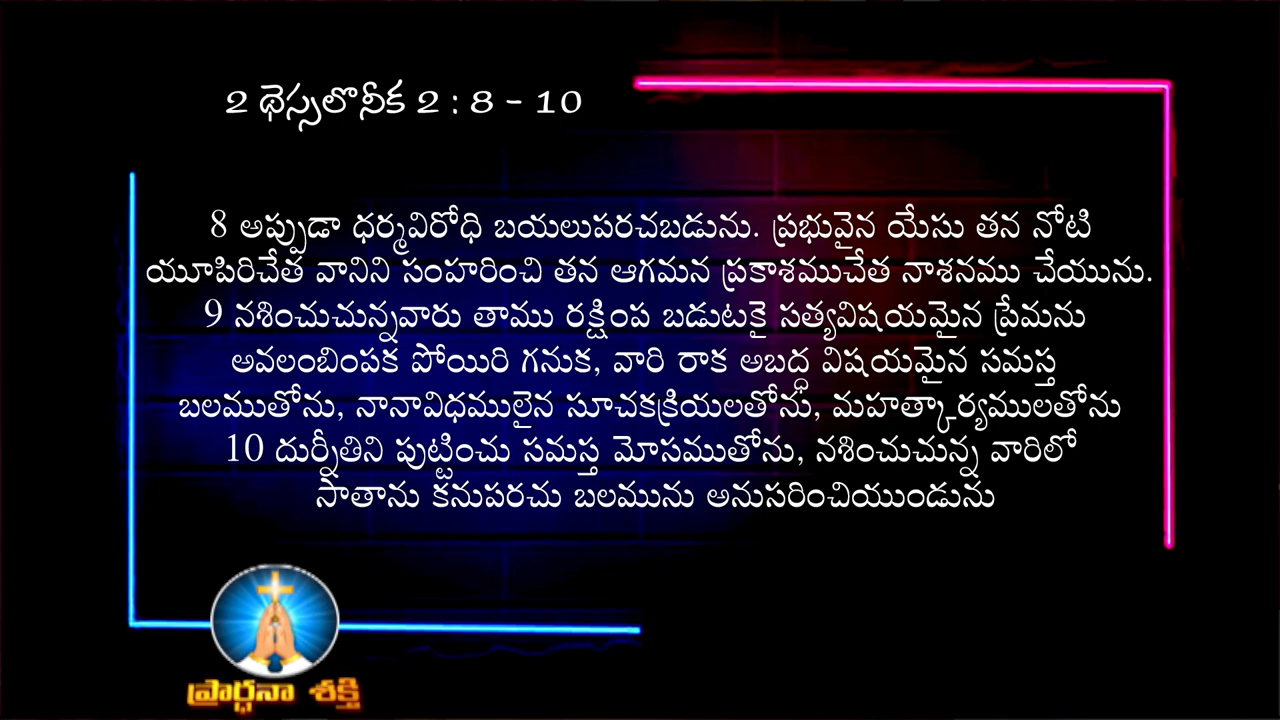 2 థెస్సలొనీక 2 : 8 - 10
8 అప్పుడా ధర్మవిరోధి బయలుపరచబడును. ప్రభువైన యేసు తన నోటి
యూపిరిచేత వానిని సంహరించి తన ఆగమన ప్రకాశముచేత నాశనము చేయును.
9 నశించుచున్నవారు తాము రక్షింప బడుటకై సత్యవిషయమైన ప్రేమను
అవలంబింపక పోయిరి గనుక, వారి రాక అబద్ధ విషయమైన సమస్త
బలముతోను, నానావిధములైన సూచకక్రియలతోను, మహత్కార్యములతోను
10 దుర్నీతిని పుట్టించు సమస్త మోసముతోను, నశించుచున్న వారిలో
సాతాను కనుపరచు బలమును అనుసరించియుండును
ప్రార్థనా శక్తి